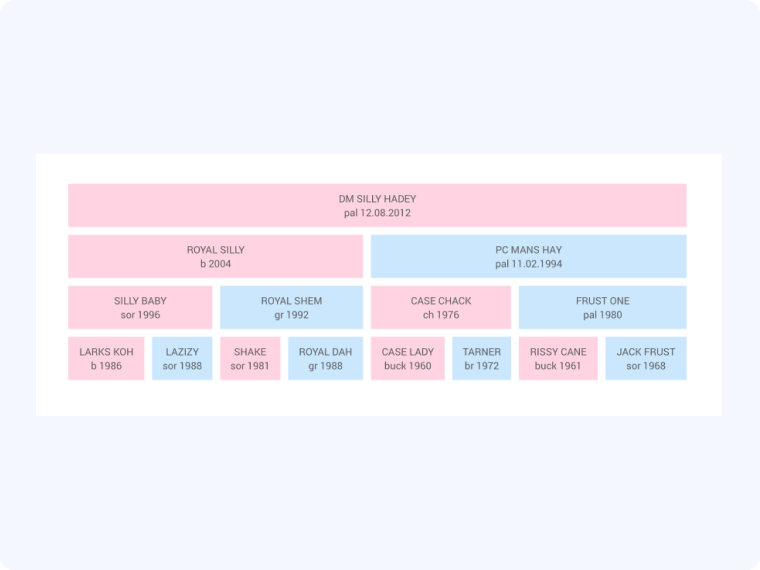 DM SILLY HADEY
pal 12.08.2012
ROYAL SILLY
b 2004
PC MANS HAY
pal 11.02.1994
SILLY BABY
sor 1996
ROYAL SHEM
gr 1992
CASE CHACK
ch 1976
FRUST ONE
pal 1980
LARKS KOH
b 1986
LAZIZY
sor 1988
SHAKE
sor 1981
ROYAL DAH
gr 1988
CASE LADY
buck 1960
TARNER
br 1972
RISSY CANE
buck 1961
JACK FRUST
sor 1968